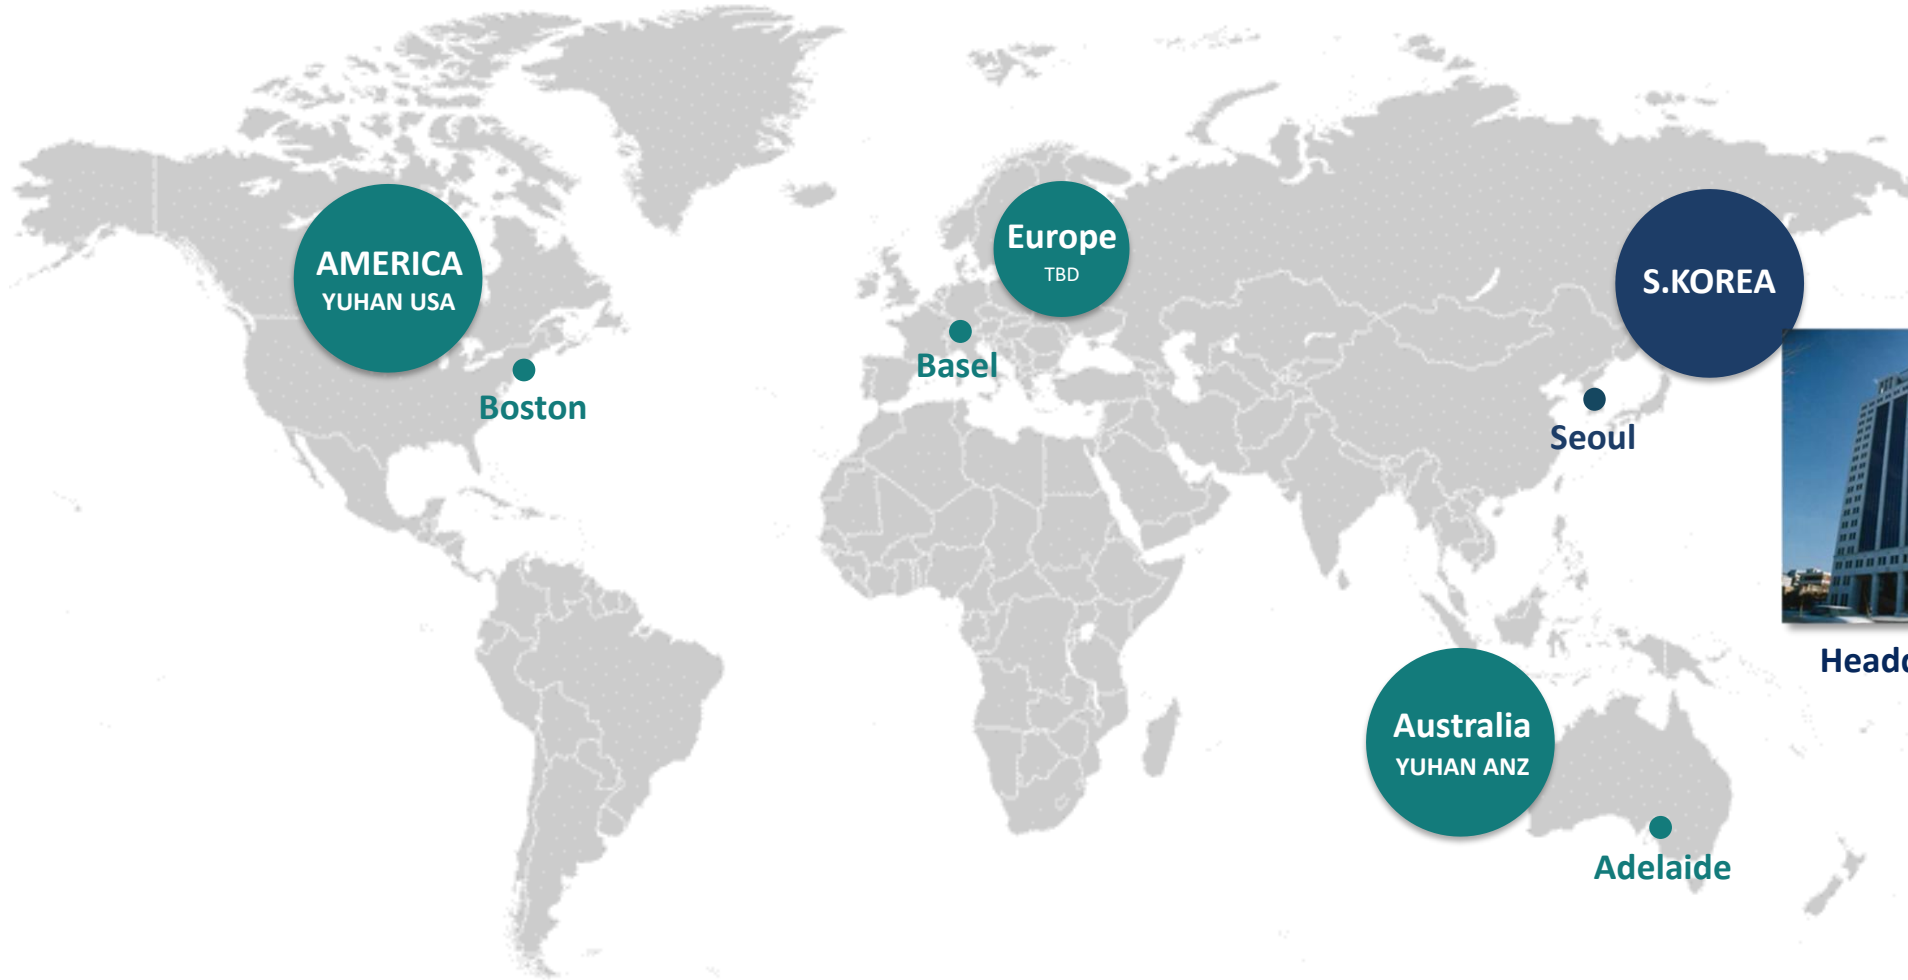 AMERICA
YUHAN USA
Boston
Europe
TBD
Basel
S.KOREA
Seoul
Australia
YUHAN ANZ
Adelaide